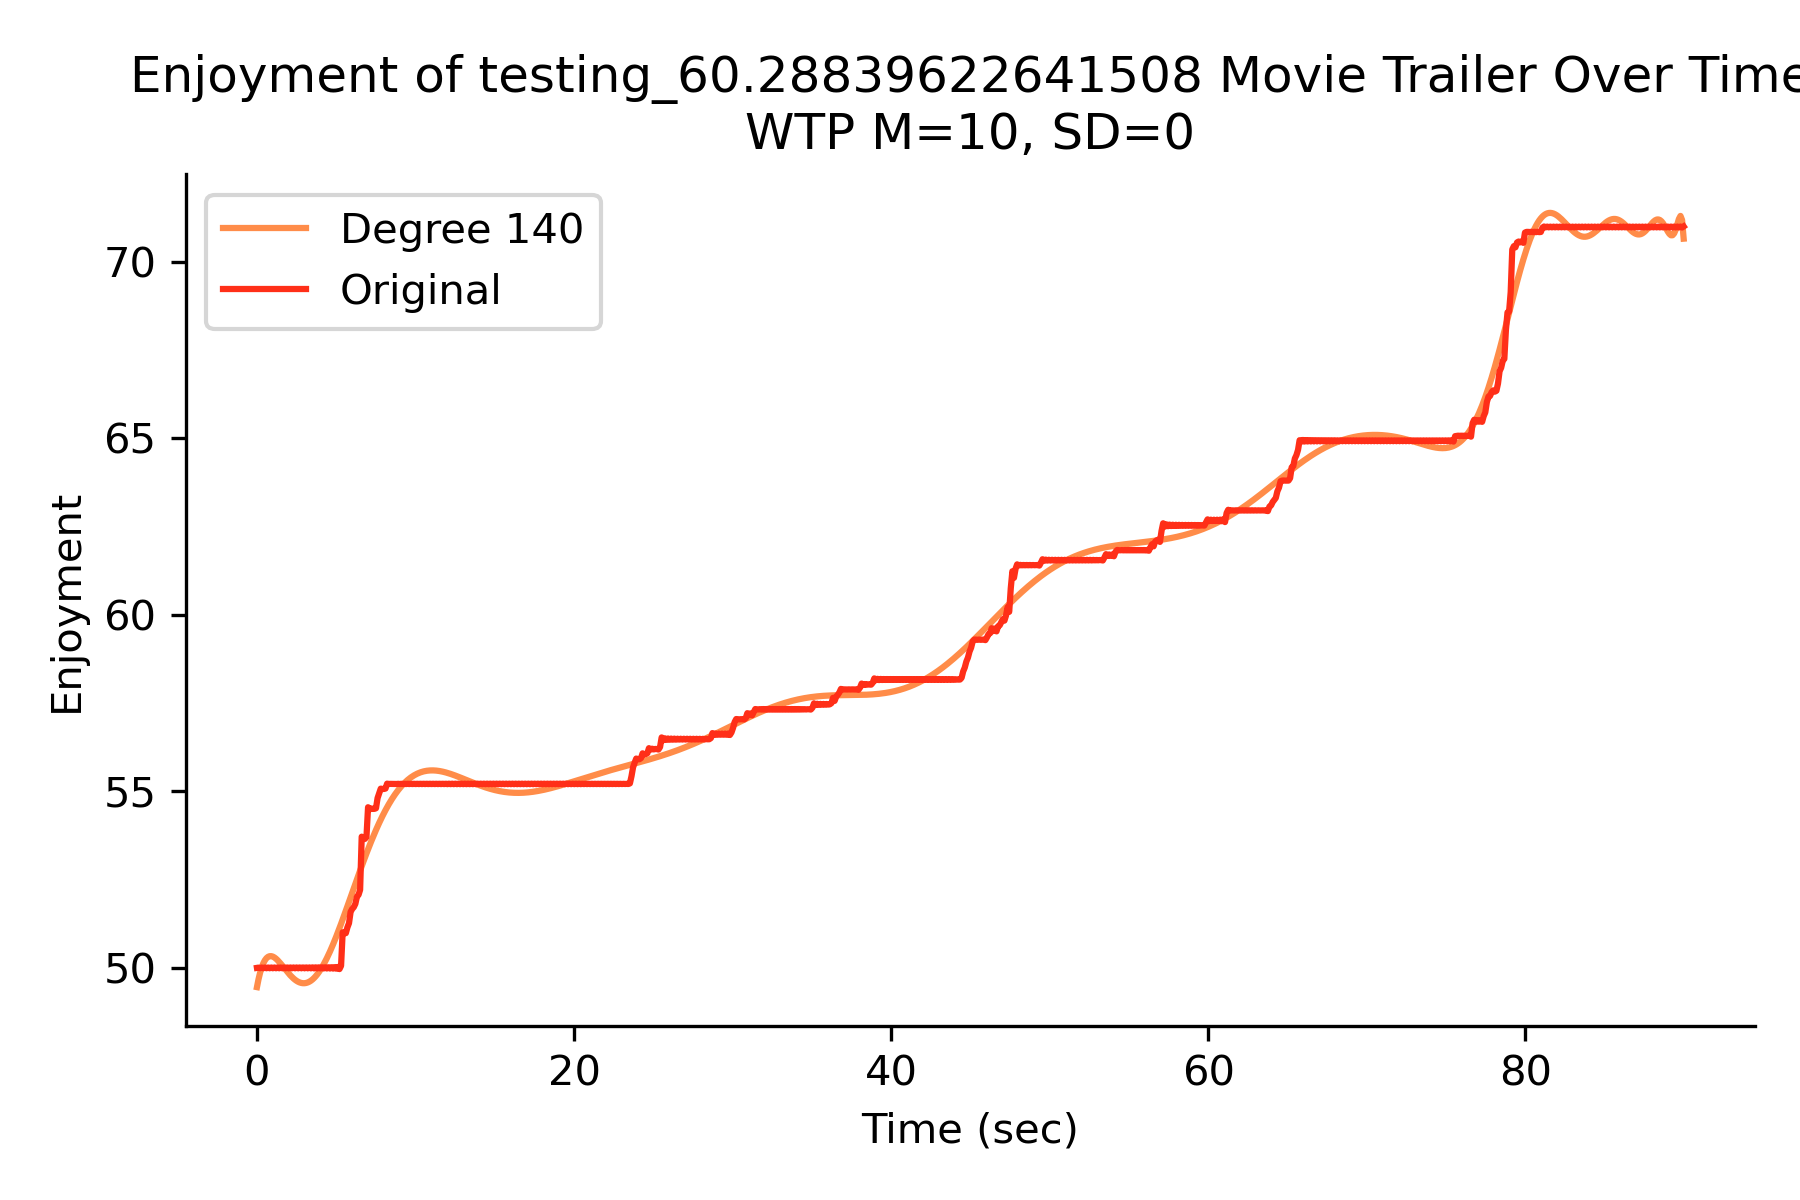 Enjoyment of testing_60.28839622641508 Movie Trailer Over Time
WTP M=10, SD=0
Degree 140
Original
70
65
60
55
50
Enjoyment
0 20 40 60 80
Time (sec)